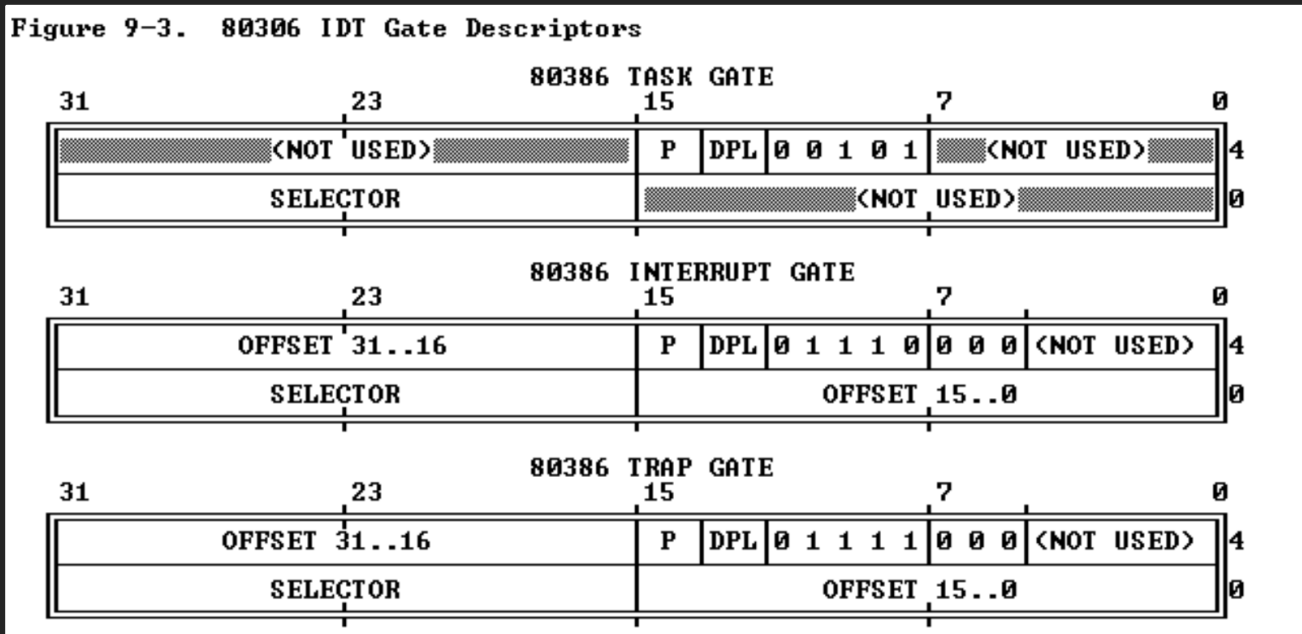 Figure 9-3. 80306 IDT Gate Descriptors
80386 TASK GATE
31 23 15 7 0
(NOT USED) P DPL 0 0 1 0 1 (NOT USED) 4
SELECTOR (NOT USED) 0
80386 INTERRUPT GATE
31 23 15 7 0
OFFSET 31..16 P DPL 0 1 1 1 0 0 0 0 (NOT USED) 4
SELECTOR OFFSET 15..0 0
80386 TRAP GATE
31 23 15 7 0
OFFSET 31..16 P DPL 0 1 1 1 1 0 0 0 (NOT USED) 4
SELECTOR OFFSET 15..0 0